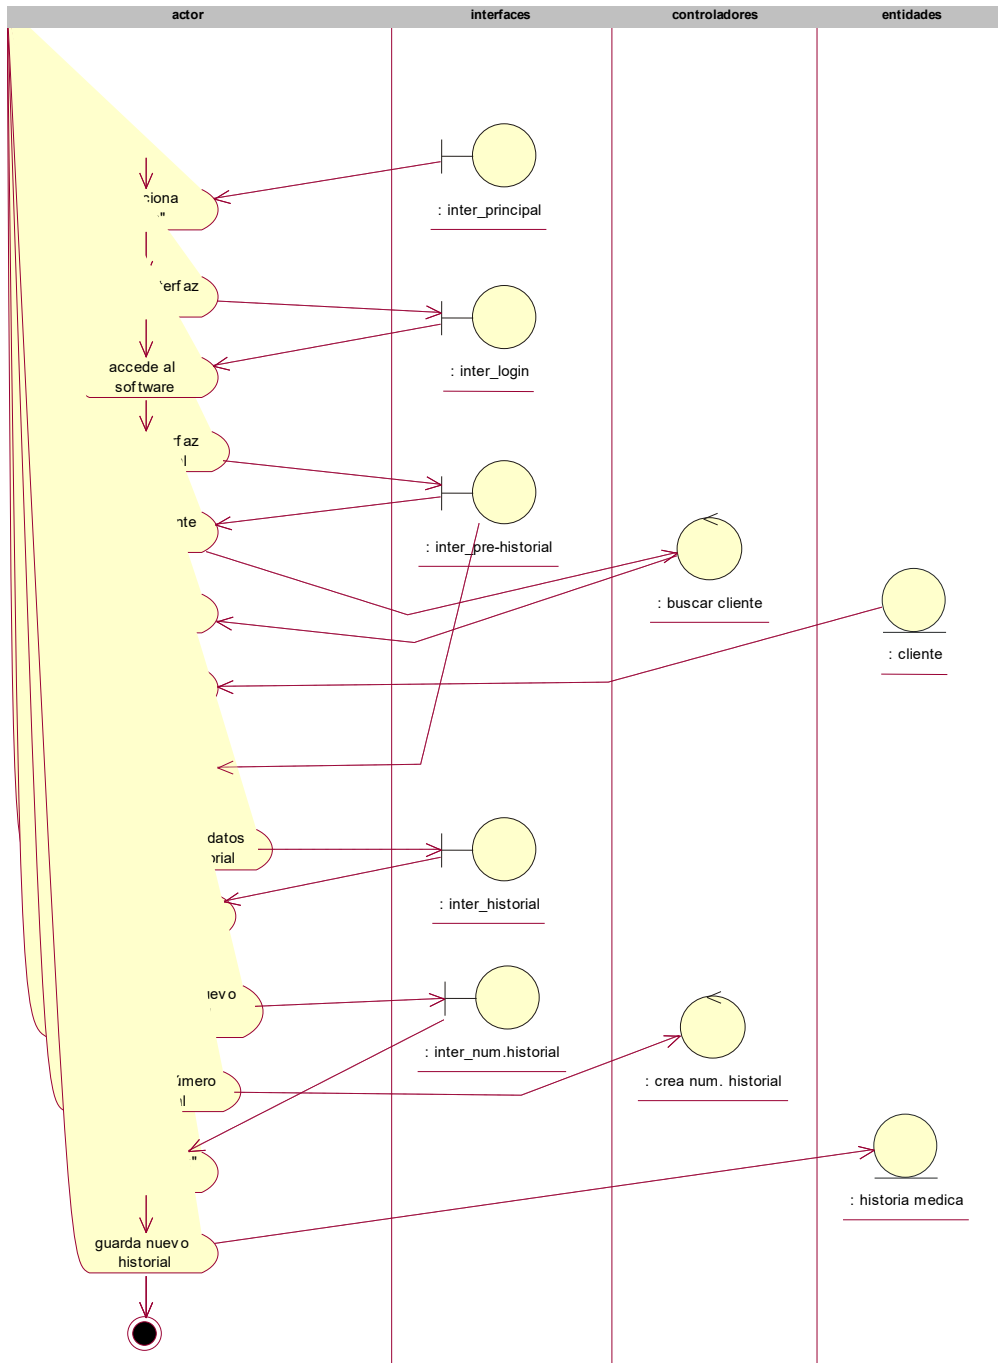 actor
interfaces
controladores
entidades
: inter_principal
accede al
software
: inter_login
: inter_pre-historial
: buscar cliente
: cliente
datos
: inter_historial
: inter_num.historial
: crea num. historial
: historia medica
guarda nuevo
historial